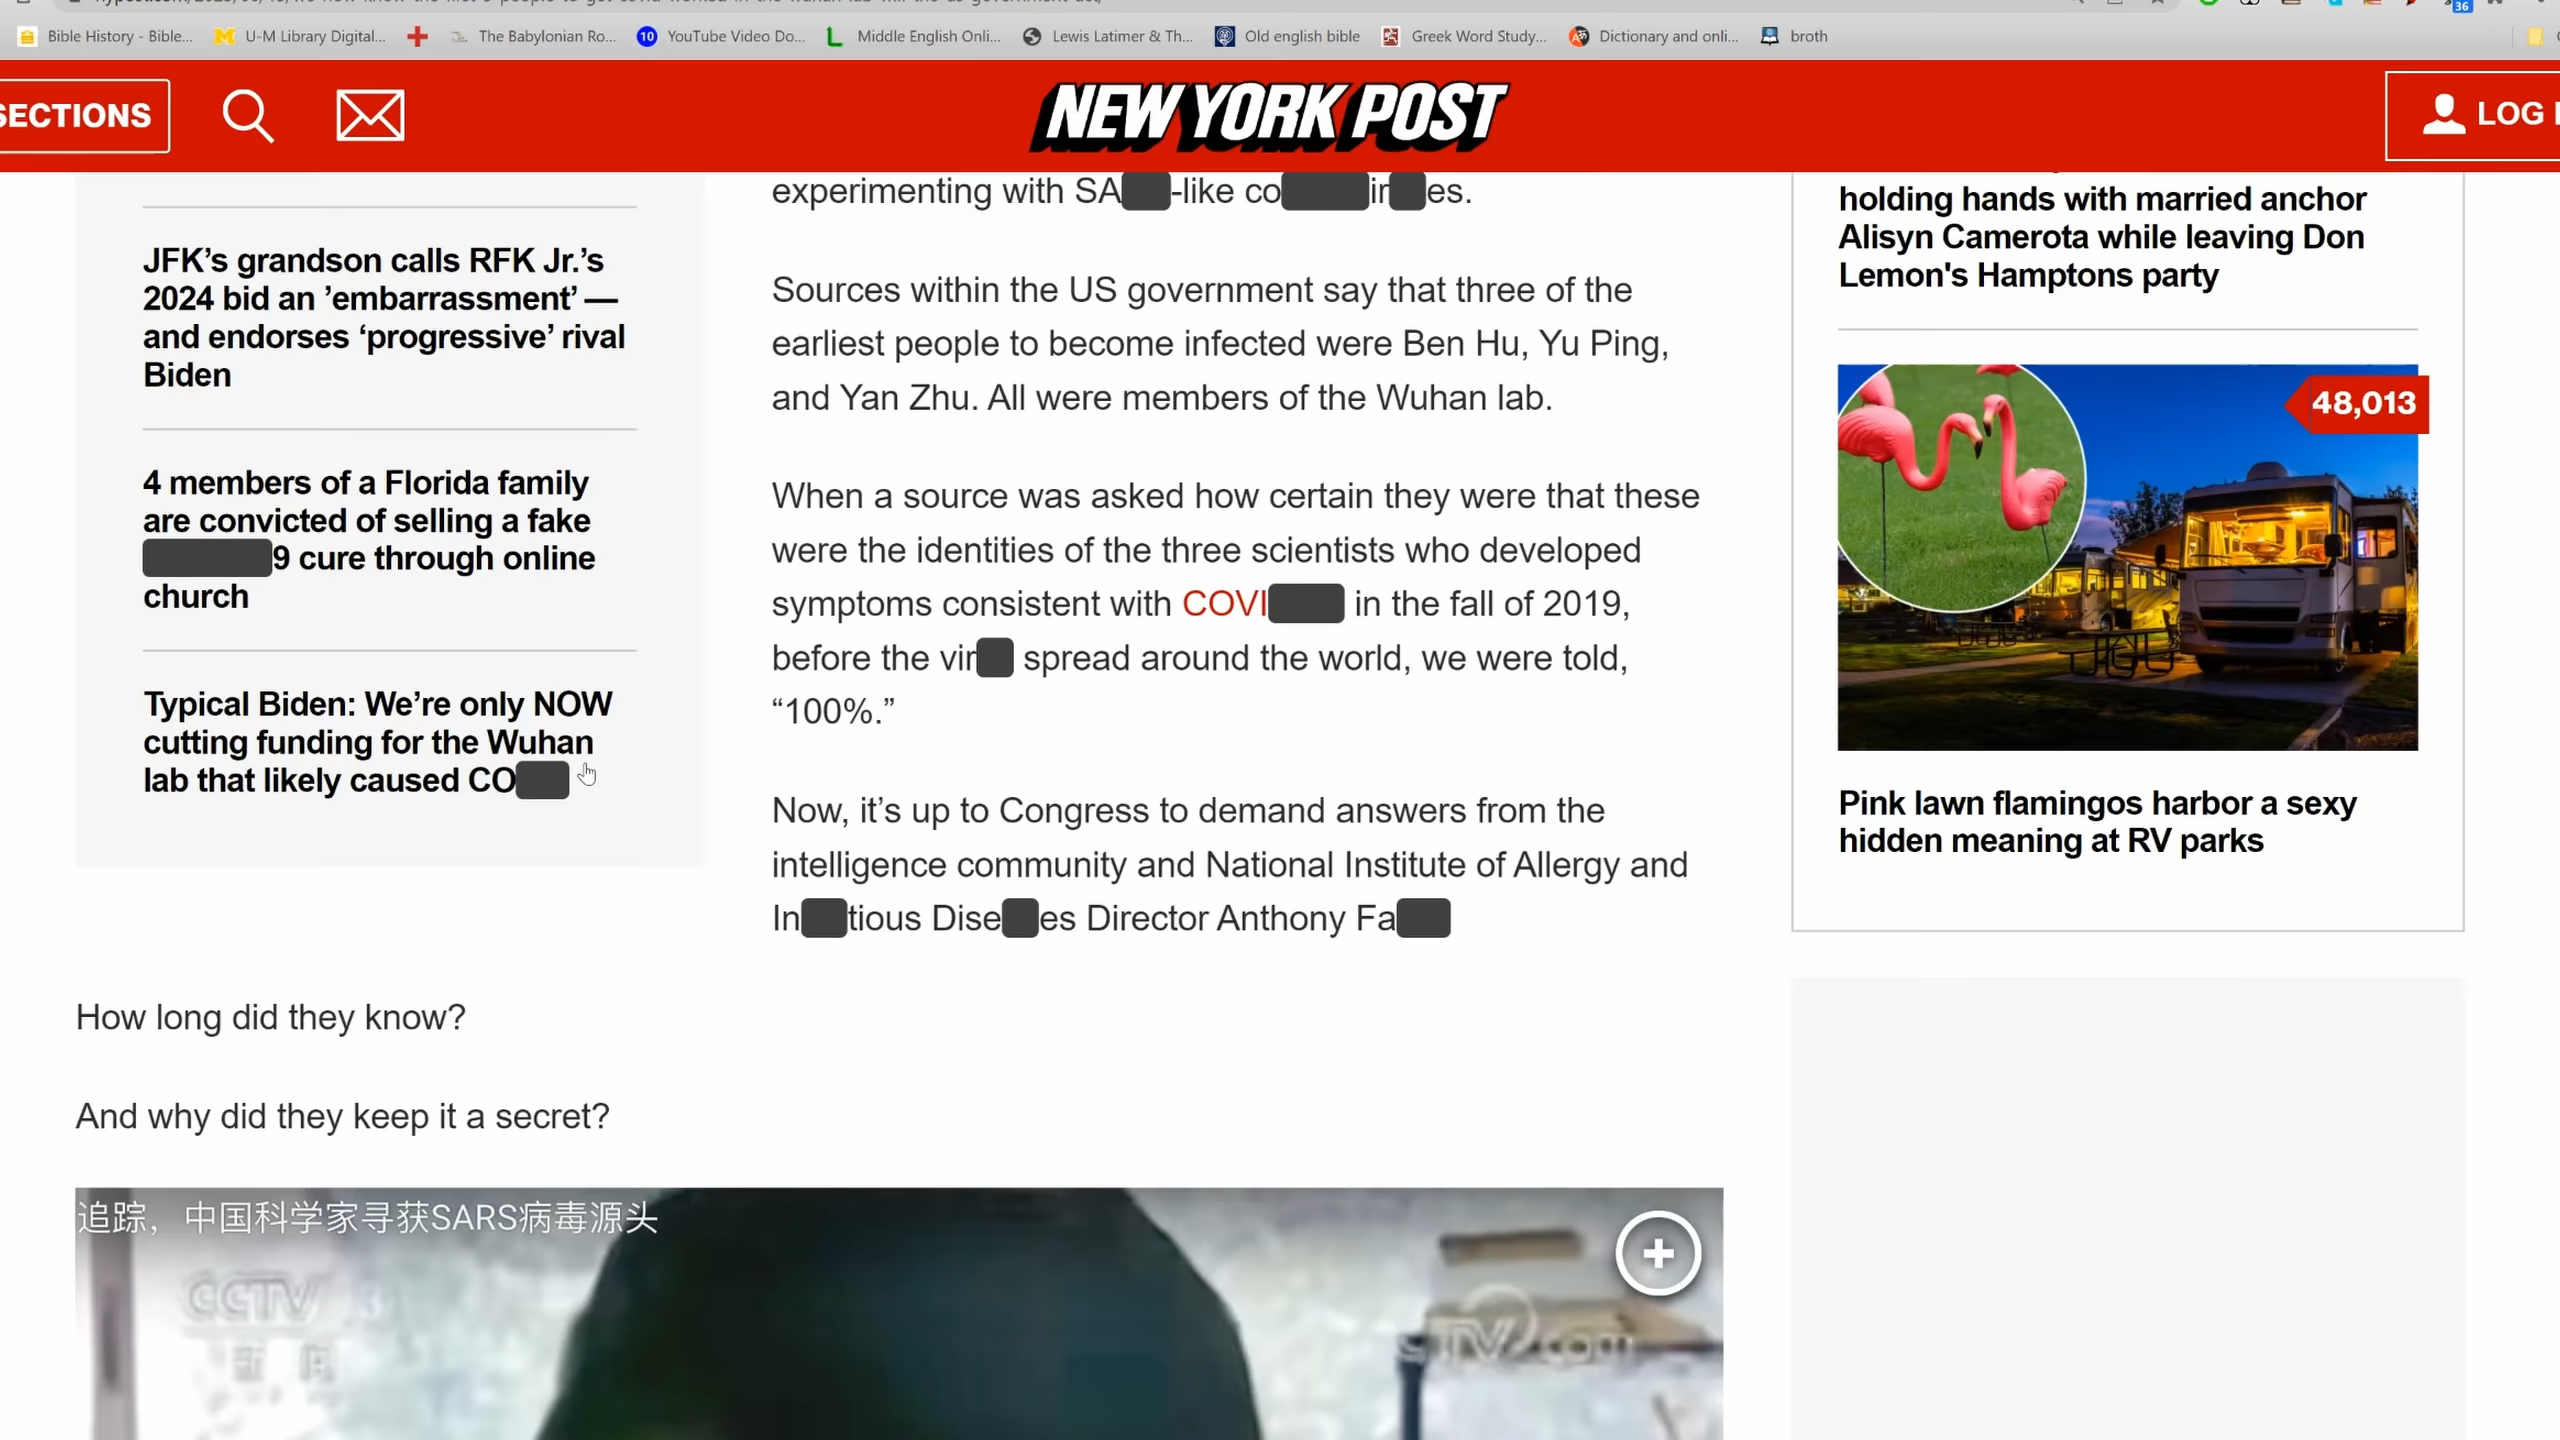 Bible History - Bible...
U-M Library Digital...
The Babylonian Ro...
10
YouTube Video Do...
Middle English Onli...
Lewis Latimer & Th...
Old english bible
Greek Word Study...
Dictionary and onli...
broth
36
SECTIONS
NEW YORK POST
LOG
JFK’s grandson calls RFK Jr.’s
2024 bid an ’embarrassment’ —
and endorses ‘progressive’ rival
Biden
4 members of a Florida family
are convicted of selling a fake
9 cure through online
church
Typical Biden: We’re only NOW
cutting funding for the Wuhan
lab that likely caused CO
experimenting with SA -like co ir es.
Sources within the US government say that three of the
earliest people to become infected were Ben Hu, Yu Ping,
and Yan Zhu. All were members of the Wuhan lab.
When a source was asked how certain they were that these
were the identities of the three scientists who developed
symptoms consistent with COVI in the fall of 2019,
before the vir spread around the world, we were told,
“100%.”
Now, it’s up to Congress to demand answers from the
intelligence community and National Institute of Allergy and
In tious Dise es Director Anthony Fa
How long did they know?
And why did they keep it a secret?
追踪，中国科学家寻获SARS病毒源头
CCTV
新闻
holding hands with married anchor
Alisyn Camerota while leaving Don
Lemon's Hamptons party
48,013
Pink lawn flamingos harbor a sexy
hidden meaning at RV parks